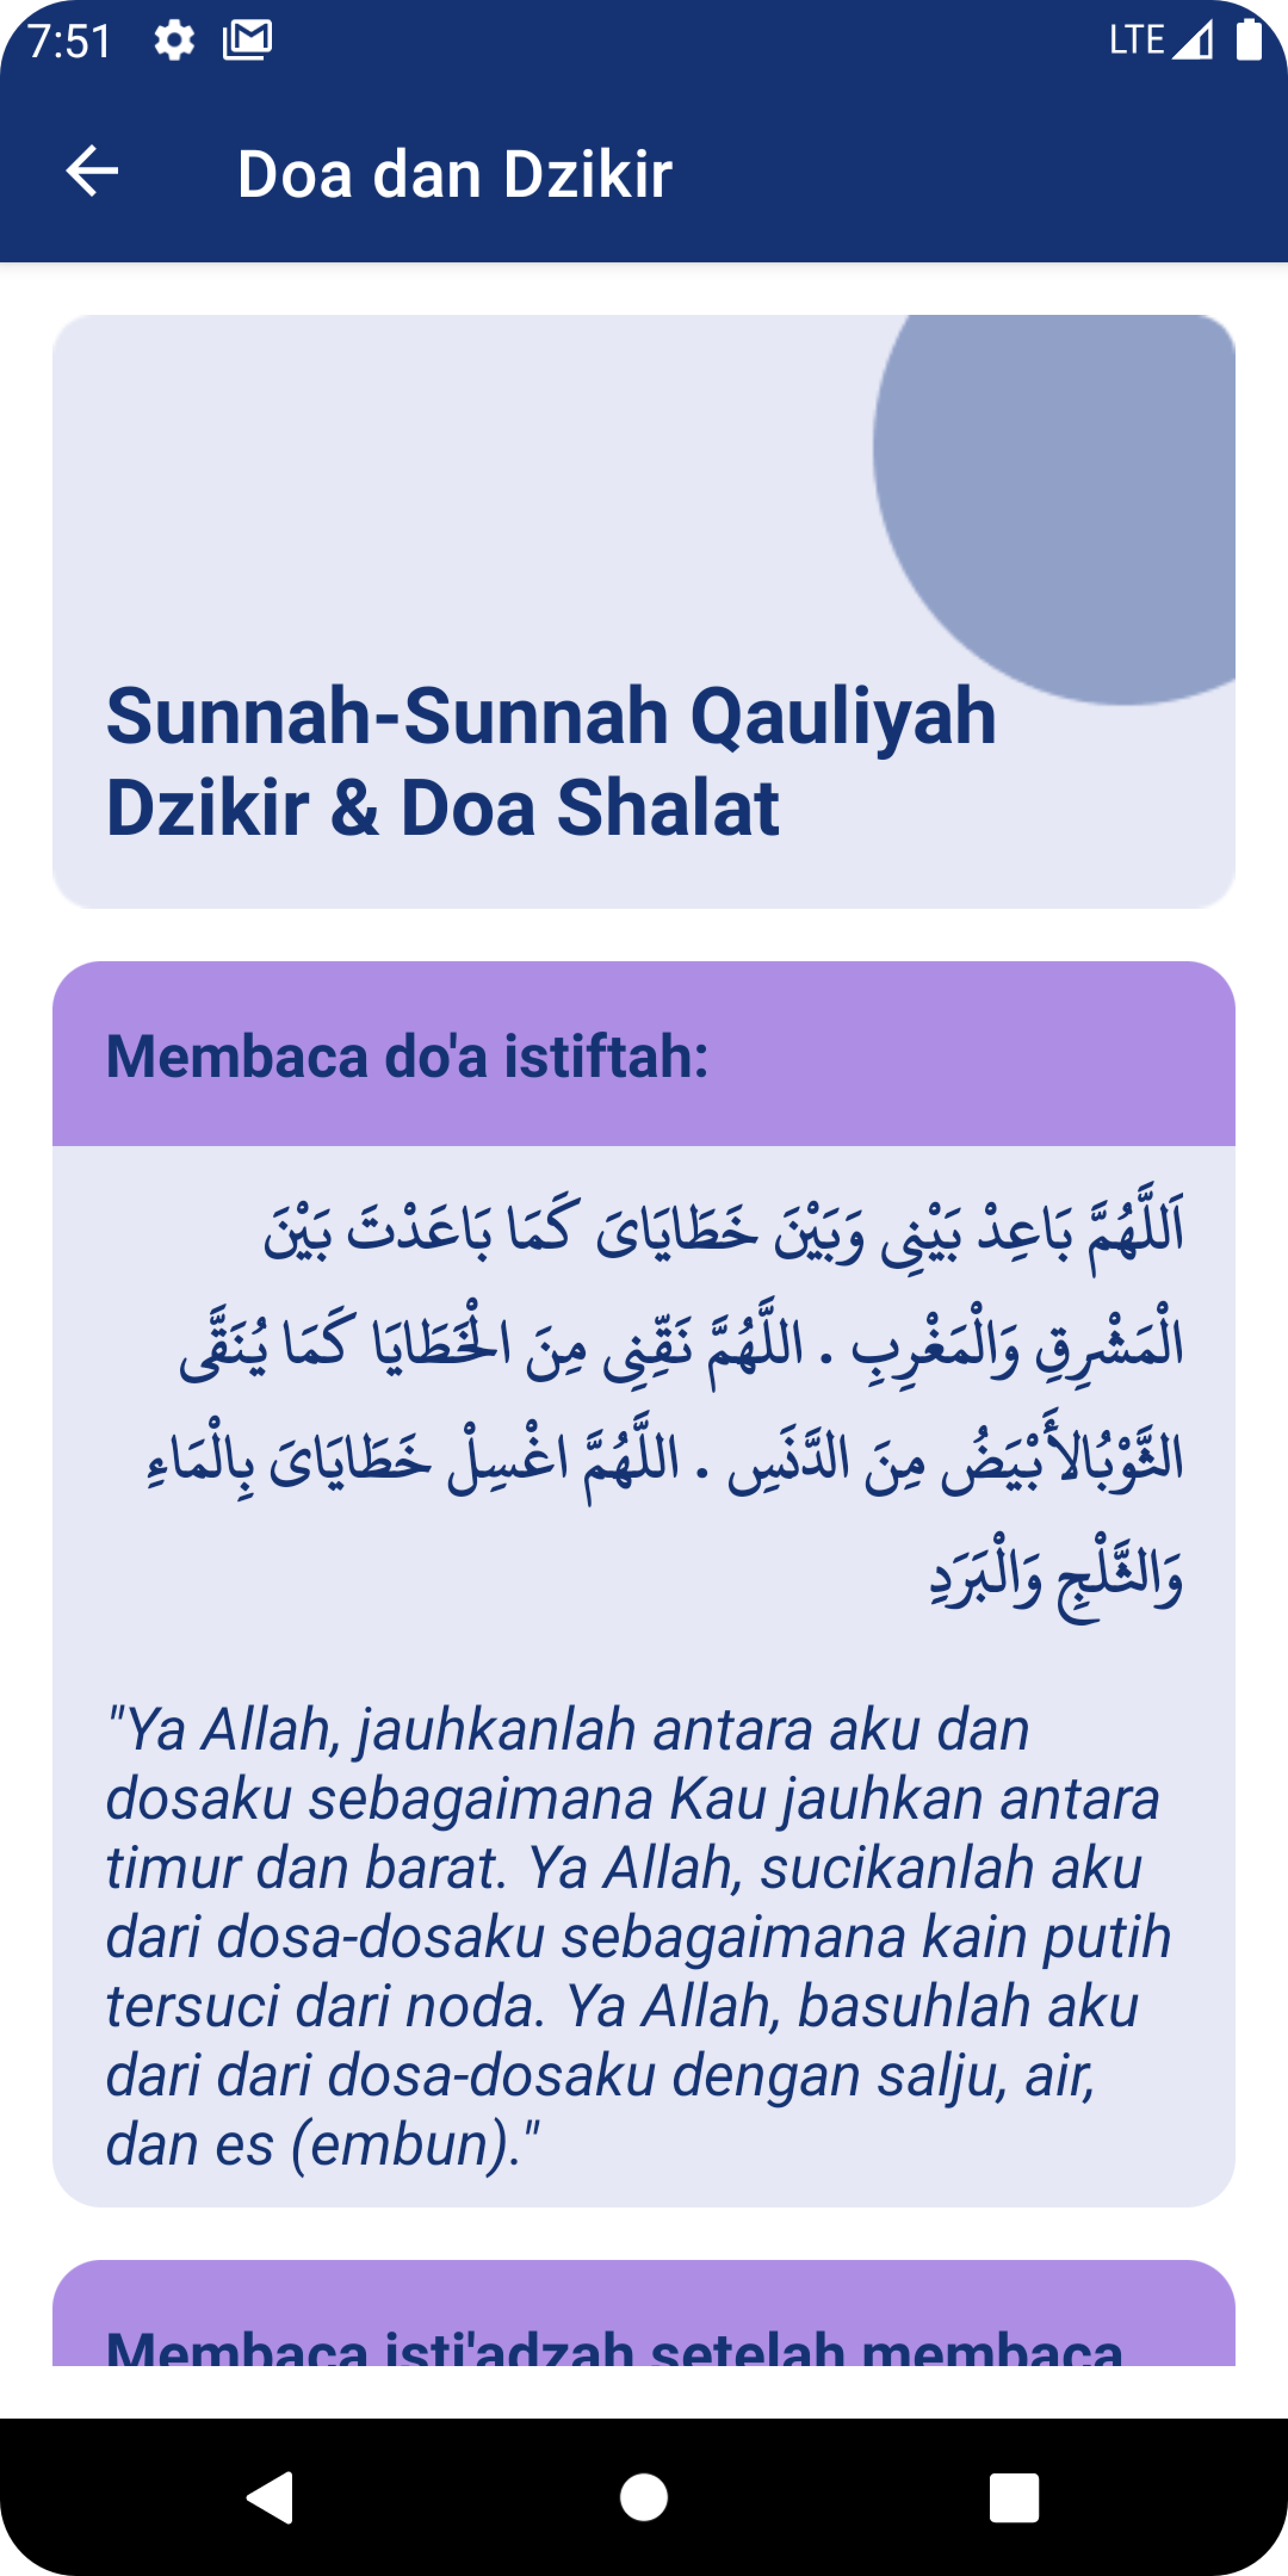 7:51 LTE
Doa dan Dzikir
Sunnah-Sunnah Qauliyah
Dzikir & Doa Shalat
Membaca do'a istiftah:
اَللَّهُمَّ بَاعِدْ بَيْنِى وَبَيْنَ خَطَايَاىَ كَمَا بَاعَدْتَ بَيْنَ
الْمَشْرِقِ وَالْمَغْرِبِ . اللَّهُمَّ نَقِّنِى مِنَ الْخَطَايَا كَمَا يُنَقَّى
الثَّوْبُالأَبْيَضُ مِنَ الدَّنَسِ . اللَّهُمَّ اغْسِلْ خَطَايَاىَ بِالْمَاءِ
وَالثَّلْجِ وَالْبَرَدِ
"Ya Allah, jauhkanlah antara aku dan
dosaku sebagaimana Kau jauhkan antara
timur dan barat. Ya Allah, sucikanlah aku
dari dosa-dosaku sebagaimana kain putih
tersuci dari noda. Ya Allah, basuhlah aku
dari dari dosa-dosaku dengan salju, air,
dan es (embun)."
Membaca isti'adzah setelah membaca